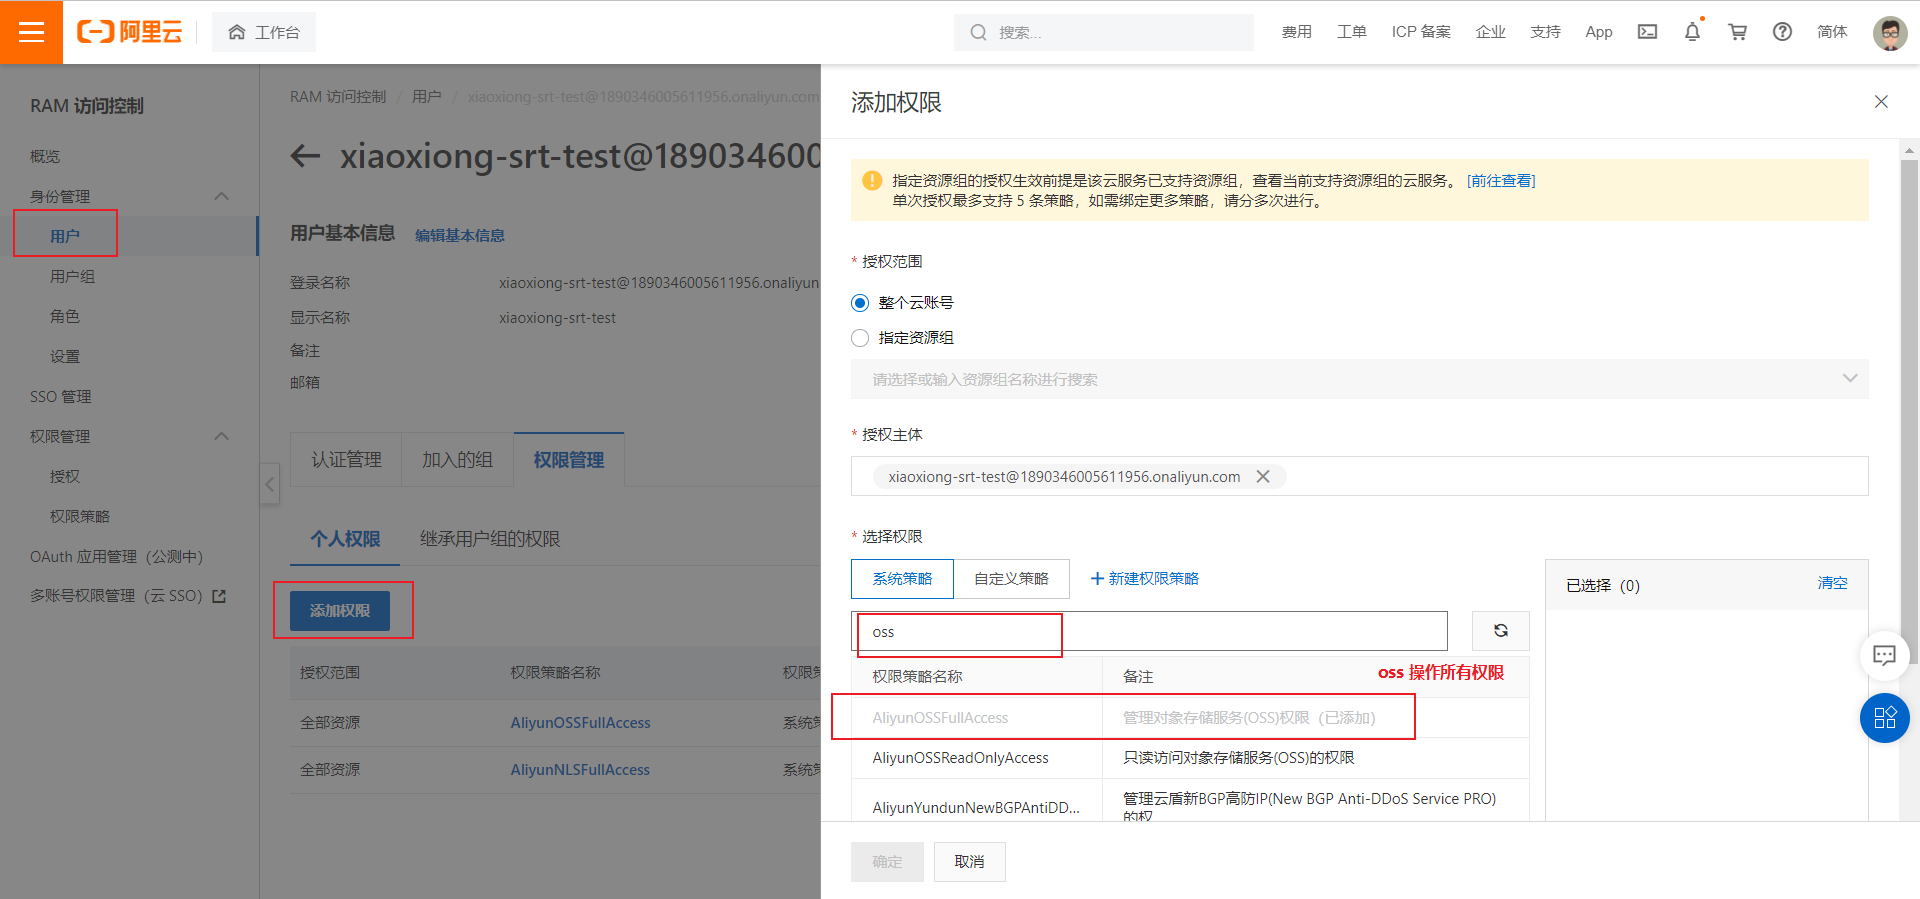 阿里云
工作台
搜索...
费用
工单
ICP 备案
企业
支持
App
简体
RAM 访问控制
概览
身份管理
用户
用户组
角色
设置
SSO 管理
权限管理
授权
权限策略
OAuth 应用管理（公测中）
多账号权限管理（云 SSO）
RAM 访问控制 / 用户 / xiaoxiong-srt-test@1890346005611956.onaliyun.com
xiaoxiong-srt-test@189034600
用户基本信息 编辑基本信息
登录名称 xiaoxiong-srt-test@1890346005611956.onaliyun
显示名称 xiaoxiong-srt-test
备注
邮箱
认证管理 加入的组 权限管理
个人权限 继承用户组的权限
添加权限
授权范围 权限策略名称 权限
全部资源 AliyunOSSFullAccess 系统
全部资源 AliyunNLSFullAccess 系统
添加权限
指定资源组的授权生效前提是该云服务已支持资源组，查看当前支持资源组的云服务。 [前往查看]
单次授权最多支持 5 条策略，如需绑定更多策略，请分多次进行。
* 授权范围
整个云账号
指定资源组
请选择或输入资源组名称进行搜索
* 授权主体
xiaoxiong-srt-test@1890346005611956.onaliyun.com
* 选择权限
系统策略 自定义策略 + 新建权限策略
oss
权限策略名称 备注
oss 操作所有权限
AliyunOSSFullAccess 管理对象存储服务(OSS)权限（已添加）
AliyunOSSReadOnlyAccess 只读访问对象存储服务(OSS)的权限
AliyunYundunNewBGPAntiDD... 管理云盾新BGP高防IP(New BGP Anti-DDoS Service PRO)
的权
已选择（0） 清空
确定 取消